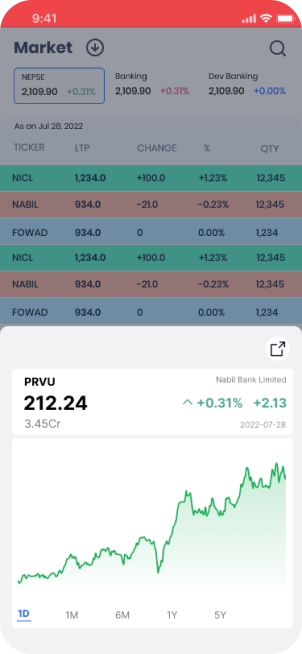 9:41
Market
NEPSE Banking Dev Banking
2,109.90 +0.31% 2,109.90 +0.31% 2,109.90 +0.00%
As on Jul 28, 2022
TICKER LTP CHANGE % QTY
NICL 1,234.0 +100.0 +1.23% 12,345
NABIL 934.0 -21.0 -0.23% 12,345
FOWAD 934.0 0 0.00% 1,234
NICL 1,234.0 +100.0 +1.23% 12,345
NABIL 934.0 -21.0 -0.23% 12,345
FOWAD 934.0 0 0.00% 1,234
PRVU Nabil Bank Limited
212.24 +0.31% +2.13
3.45Cr 2022-07-28
1D 1M 6M 1Y 5Y